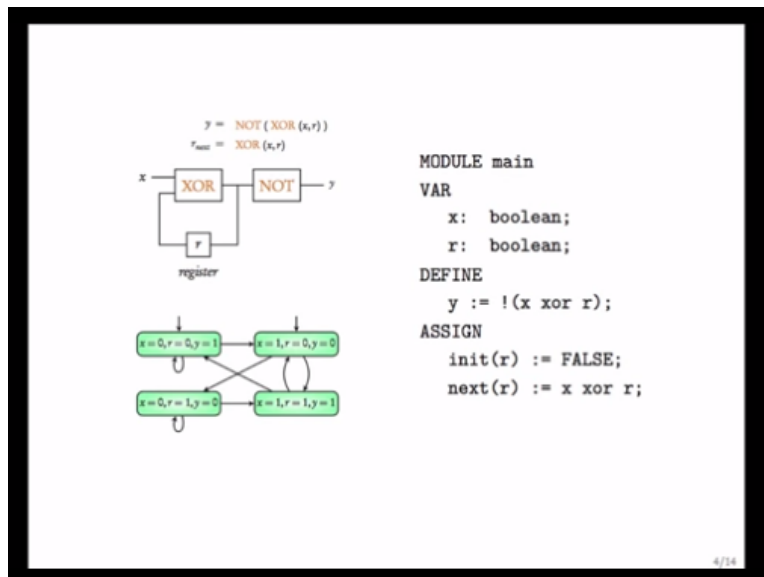 y = NOT ( XOR (x,r) )
r_next = XOR (x,r)
x XOR NOT y
r
register
x = 0, r = 0, y = 1
x = 1, r = 0, y = 0
x = 0, r = 1, y = 0
x = 1, r = 1, y = 1
MODULE main
VAR
x: boolean;
r: boolean;
DEFINE
y := !(x xor r);
ASSIGN
init(r) := FALSE;
next(r) := x xor r;
4/14